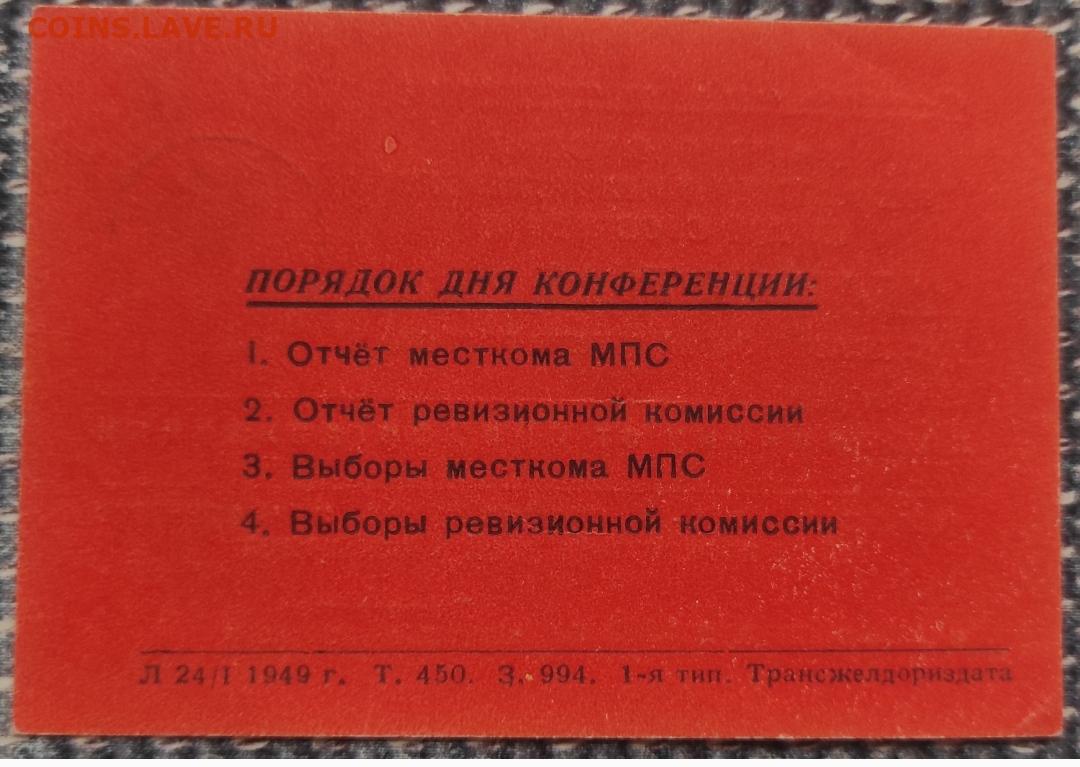 COINS.LAVE.RU
ПОРЯДОК ДНЯ КОНФЕРЕНЦИИ:
1. Отчёт месткома МПС
2. Отчёт ревизионной комиссии
3. Выборы месткома МПС
4. Выборы ревизионной комиссии
Л 24/I 1949 г. Т. 450. З. 994. 1-я тип. Трансжелдориздата